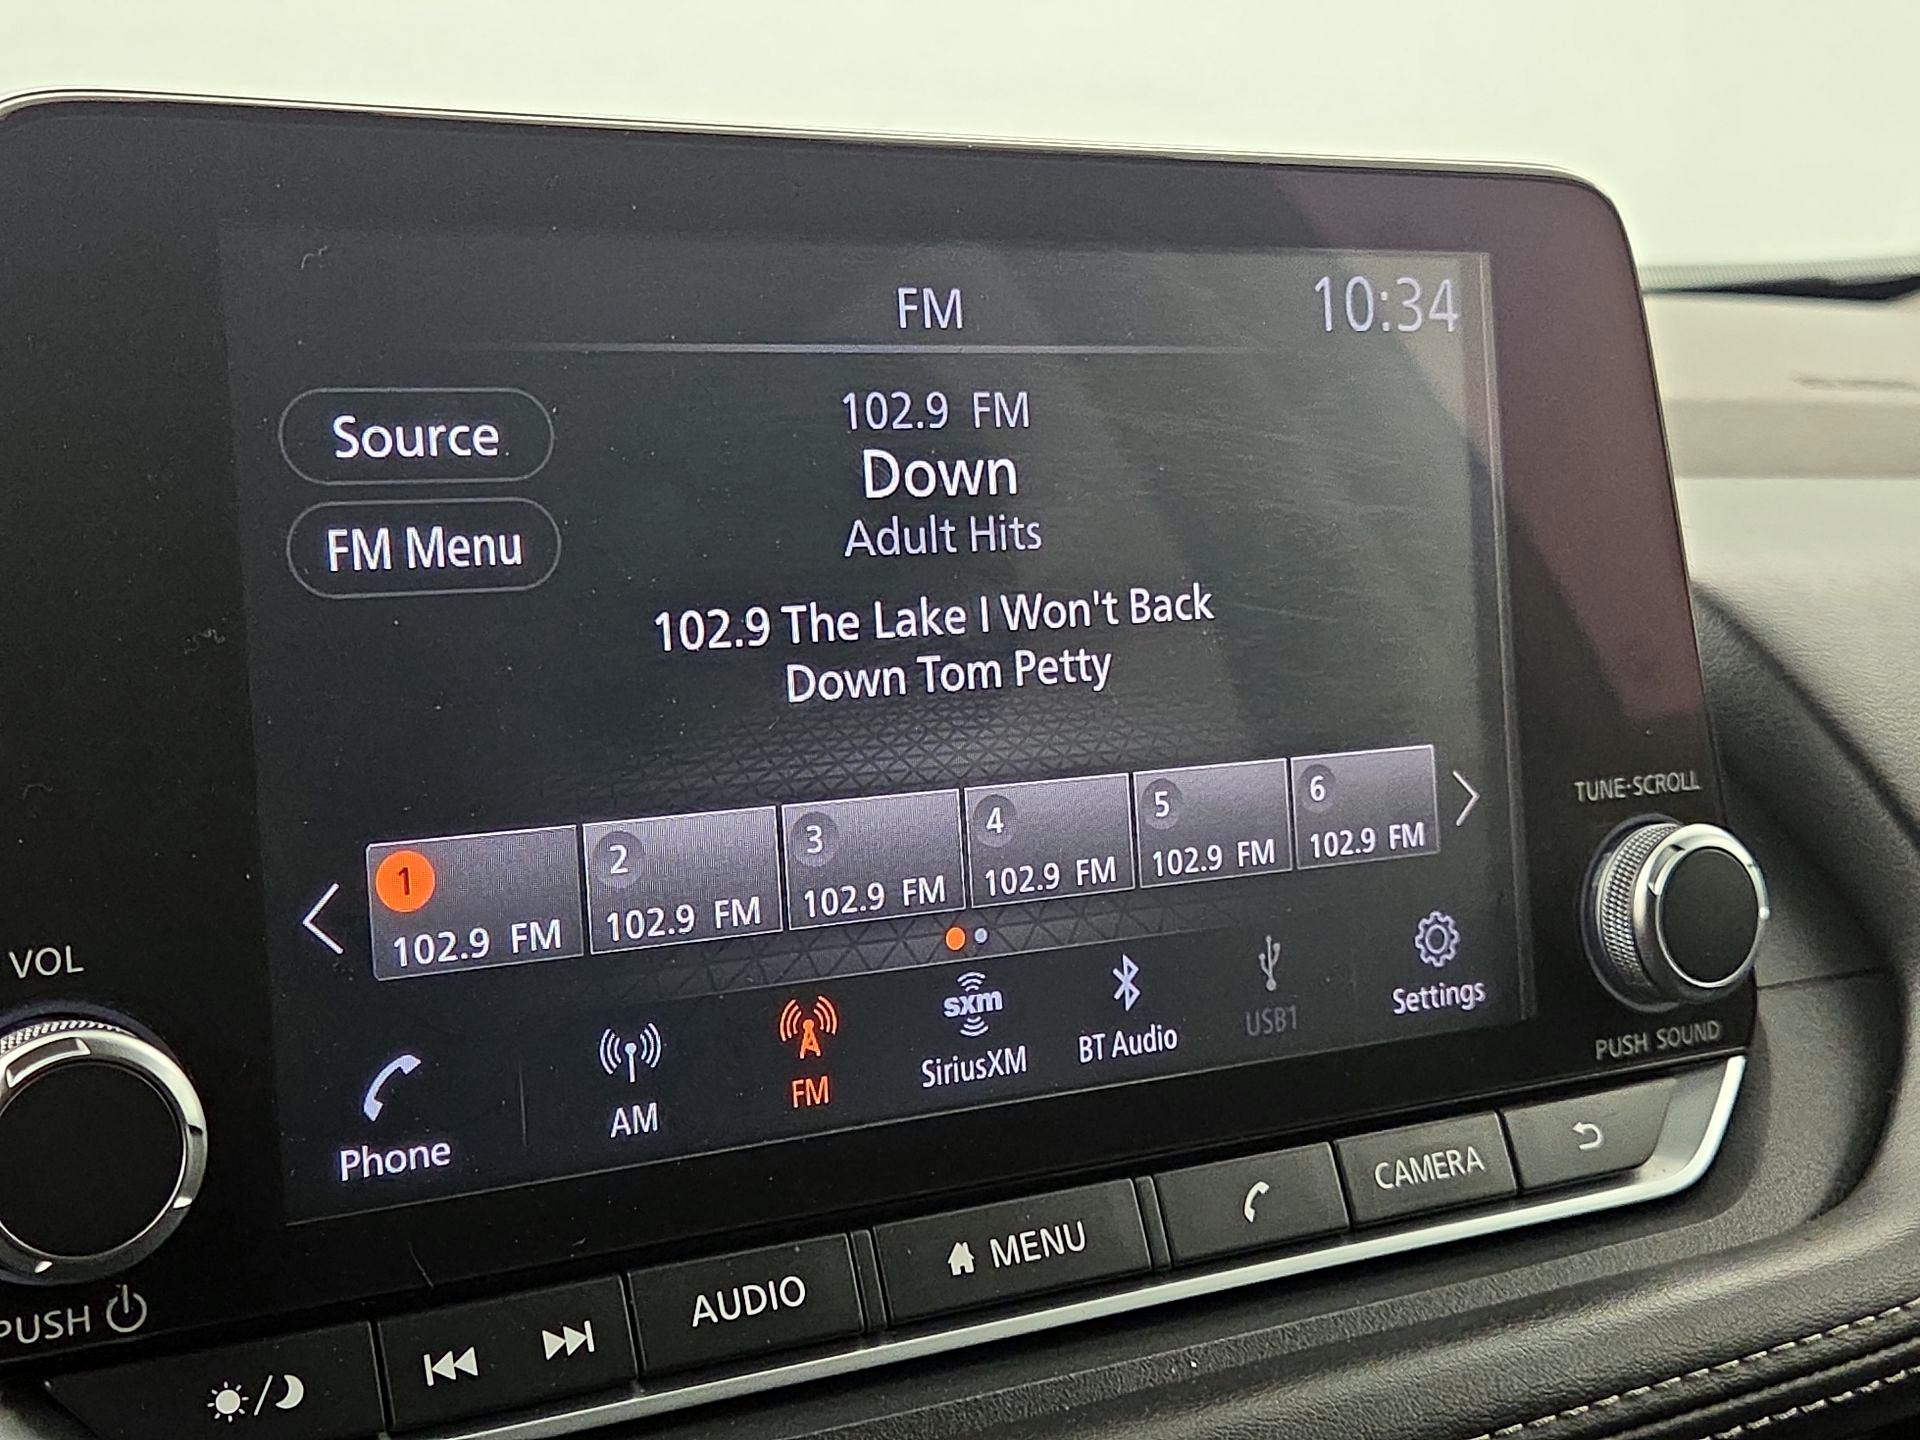 FM
10:34
Source
102.9 FM
Down
FM Menu
Adult Hits
102.9 The Lake I Won't Back
Down Tom Petty
1
102.9 FM
2
102.9 FM
3
102.9 FM
4
102.9 FM
5
102.9 FM
6
102.9 FM
TUNE·SCROLL
VOL
Phone
AM
FM
sxm
SiriusXM
BT Audio
USB1
Settings
PUSH SOUND
PUSH
AUDIO
MENU
CAMERA